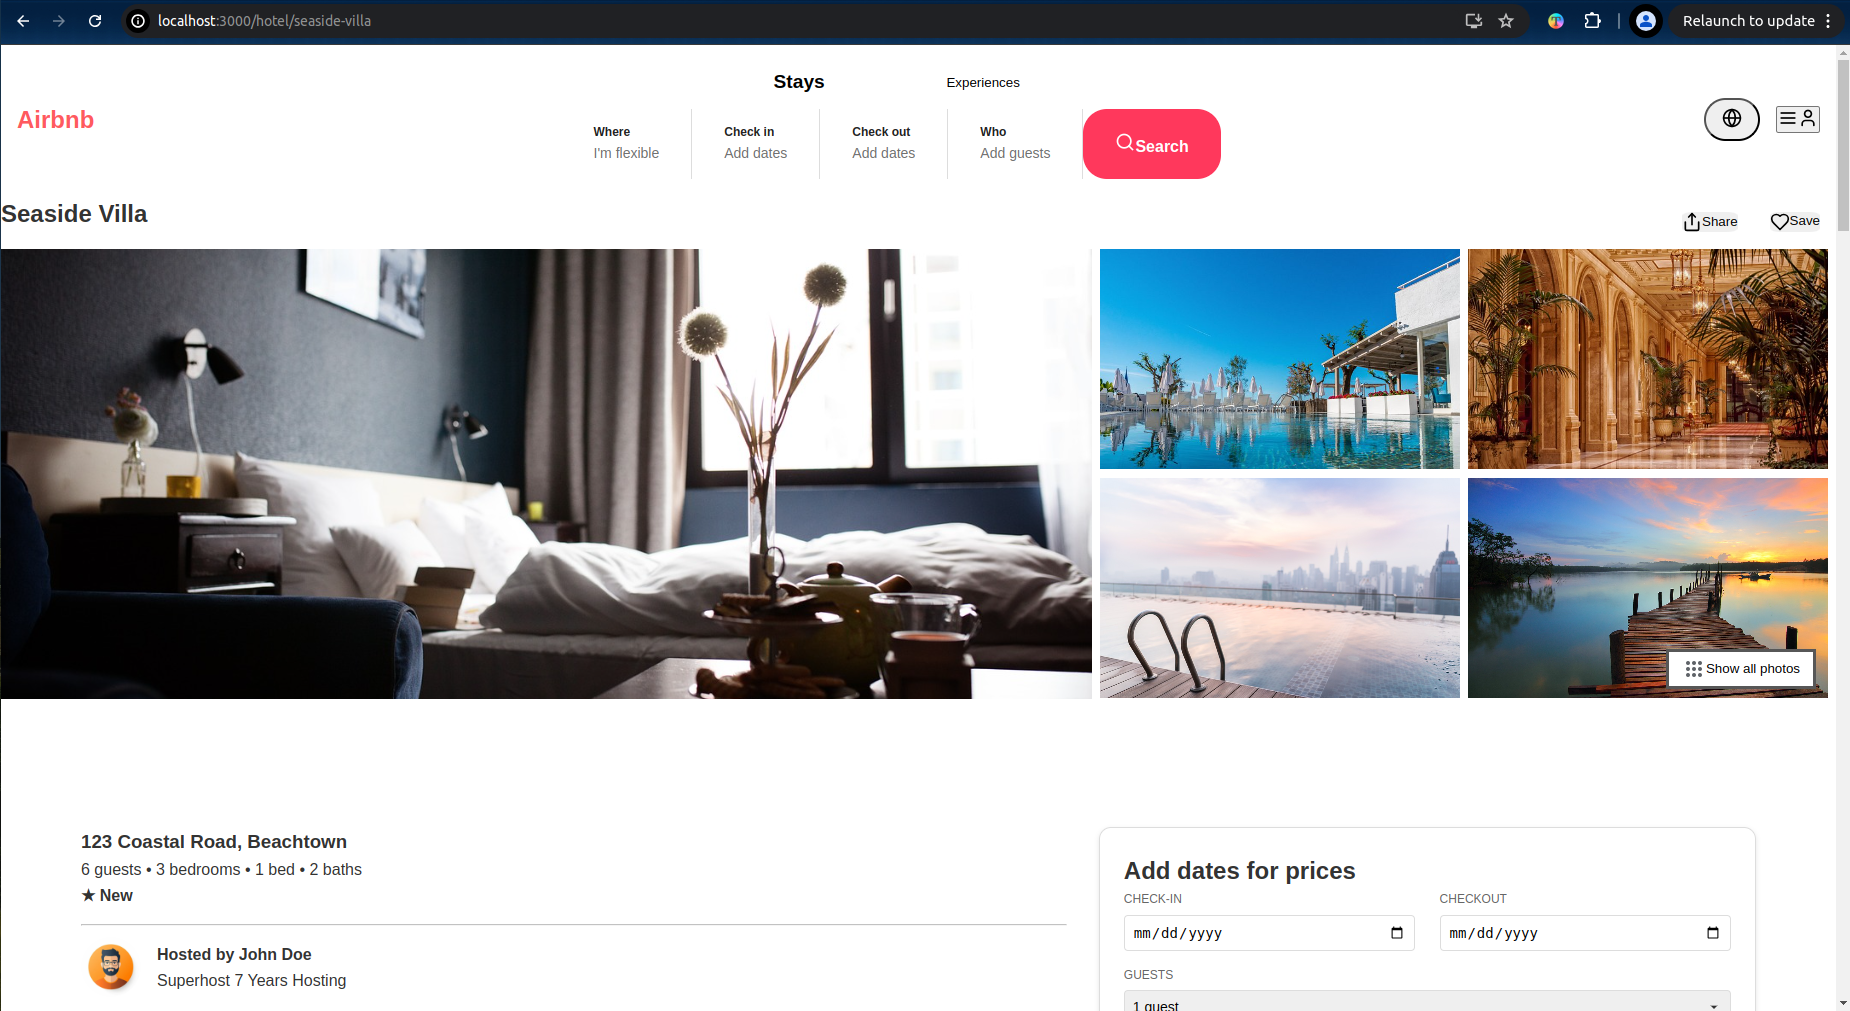 localhost:3000/hotel/seaside-villa
Relaunch to update
Stays
Experiences
Airbnb
Where
I'm flexible
Check in
Add dates
Check out
Add dates
Who
Add guests
Search
Seaside Villa
Share
Save
Show all photos
123 Coastal Road, Beachtown
6 guests • 3 bedrooms • 1 bed • 2 baths
★ New
Hosted by John Doe
Superhost 7 Years Hosting
Add dates for prices
CHECK-IN
CHECKOUT
mm/dd/yyyy
mm/dd/yyyy
GUESTS
1 guest